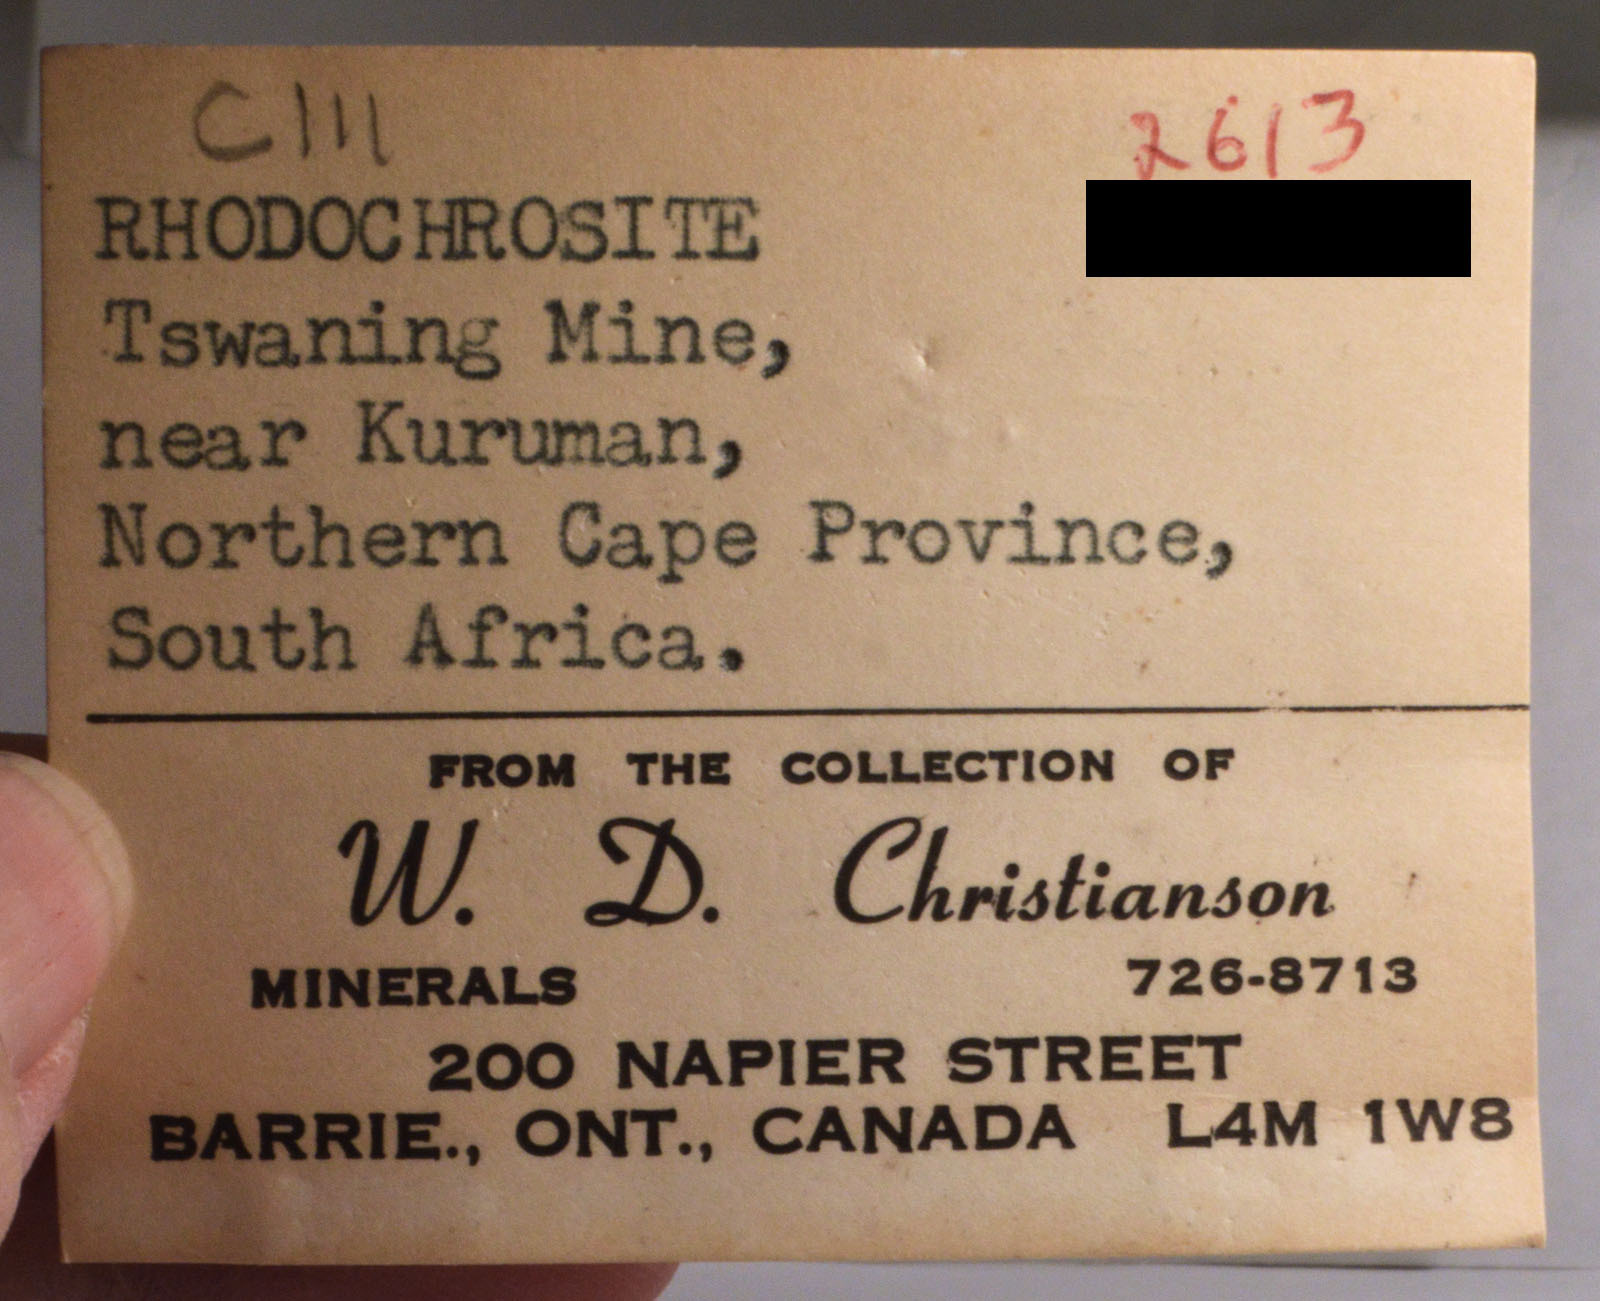 C111 2613
RHODOCHROSITE
Tswaning Mine,
near Kuruman,
Northern Cape Province,
South Africa.
FROM THE COLLECTION OF
W. D. Christianson
MINERALS 726-8713
200 NAPIER STREET
BARRIE., ONT., CANADA L4M 1W8